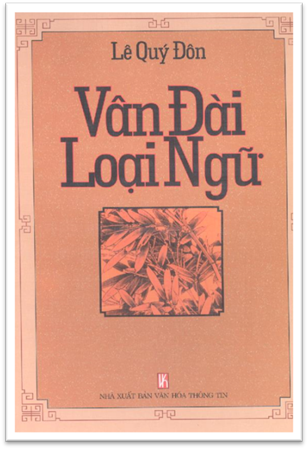 Lê Quý Đôn
Vân Đài
Loại Ngữ
NHÀ XUẤT BẢN VĂN HÓA THÔNG TIN